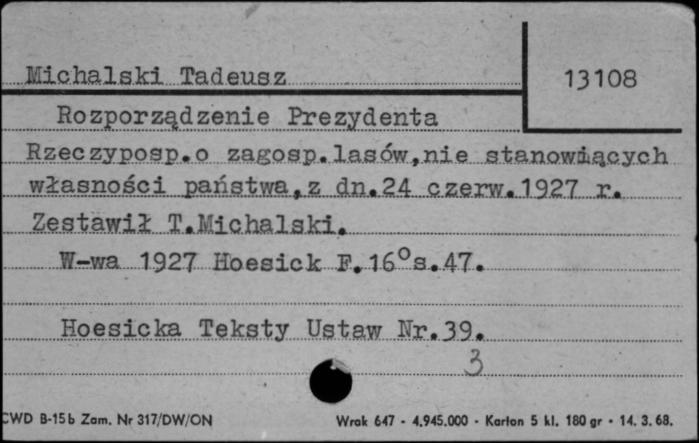 Michalski Tadeusz
13108
Rozporządzenie Prezydenta
Rzeczyposp.o zagosp.lasów,nie stanowiących
własności państwa,z dn.24 czerw.1927 r.
Zestawił T.Michalski.
W-wa 1927 Hoesick F.16°s.47.
Hoesicka Teksty Ustaw Nr.39.
3
CWD B-15b Zam. Nr 317/DW/ON
Wrak 647 - 4.945.000 - Karton 5 kl. 180 gr - 14. 3. 68.